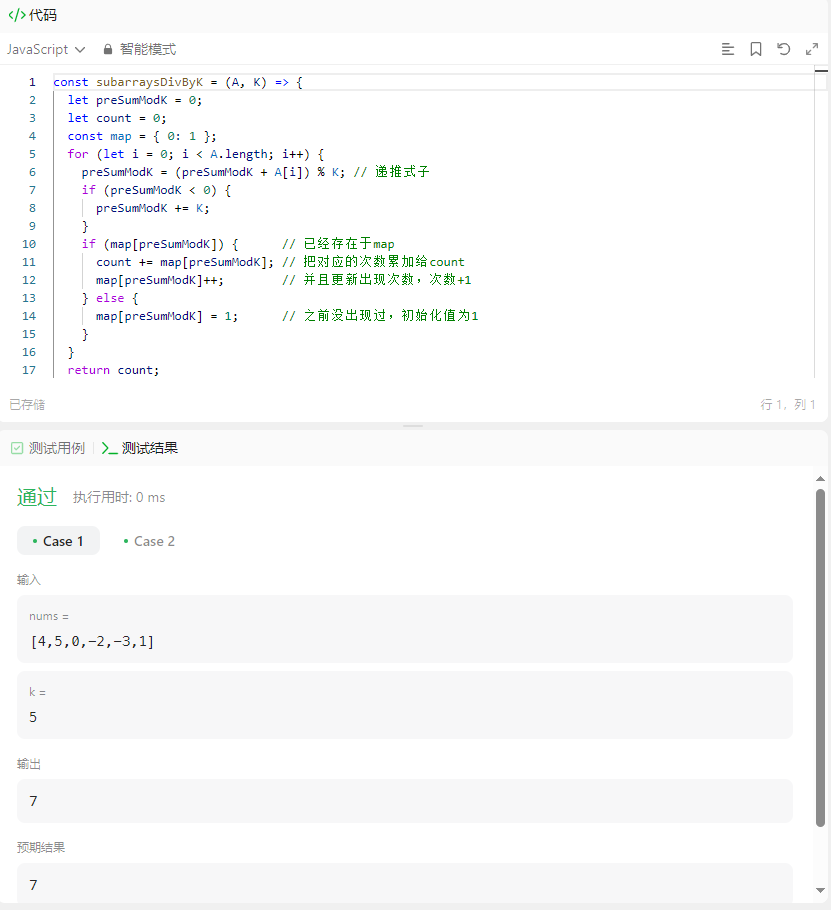 </> 代码
JavaScript 智能模式
1 const subarraysDivByK = (A, K) => {
2 let preSumModK = 0;
3 let count = 0;
4 const map = { 0: 1 };
5 for (let i = 0; i < A.length; i++) {
6 preSumModK = (preSumModK + A[i]) % K; // 递推式子
7 if (preSumModK < 0) {
8 preSumModK += K;
9 }
10 if (map[preSumModK]) { // 已经存在于map
11 count += map[preSumModK]; // 把对应的次数累加给count
12 map[preSumModK]++; // 并且更新出现次数，次数+1
13 } else {
14 map[preSumModK] = 1; // 之前没出现过，初始化值为1
15 }
16 }
17 return count;
已存储 行 1，列 1
测试用例 >_ 测试结果
通过 执行用时: 0 ms
• Case 1 • Case 2
输入
nums =
[4,5,0,-2,-3,1]
k =
5
输出
7
预期结果
7